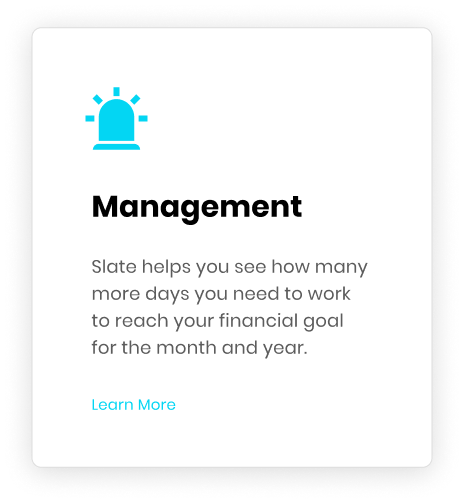 Management
Slate helps you see how many
more days you need to work
to reach your financial goal
for the month and year.
Learn More